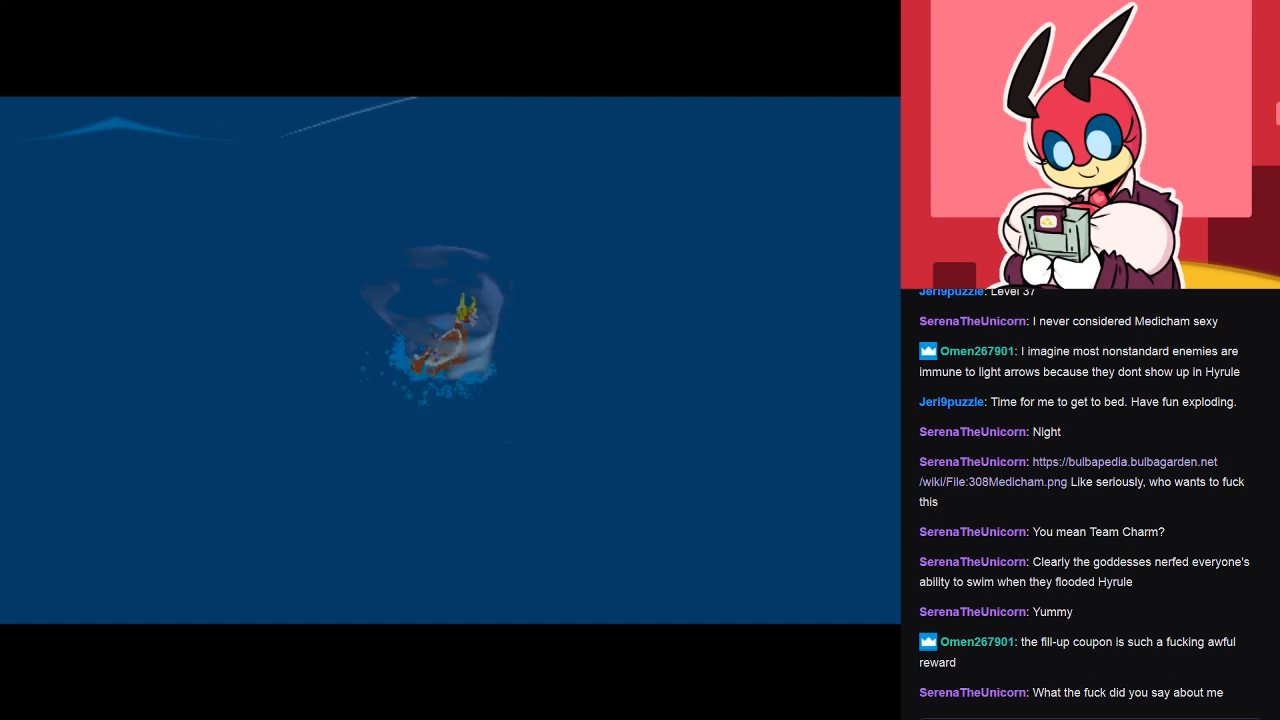 Jeri9puzzle: Level 37
SerenaTheUnicorn: I never considered Medicham sexy
Omen267901: I imagine most nonstandard enemies are
immune to light arrows because they dont show up in Hyrule
Jeri9puzzle: Time for me to get to bed. Have fun exploding.
SerenaTheUnicorn: Night
SerenaTheUnicorn: https://bulbapedia.bulbagarden.net
/wiki/File:308Medicham.png Like seriously, who wants to fuck
this
SerenaTheUnicorn: You mean Team Charm?
SerenaTheUnicorn: Clearly the goddesses nerfed everyone's
ability to swim when they flooded Hyrule
SerenaTheUnicorn: Yummy
Omen267901: the fill-up coupon is such a fucking awful
reward
SerenaTheUnicorn: What the fuck did you say about me